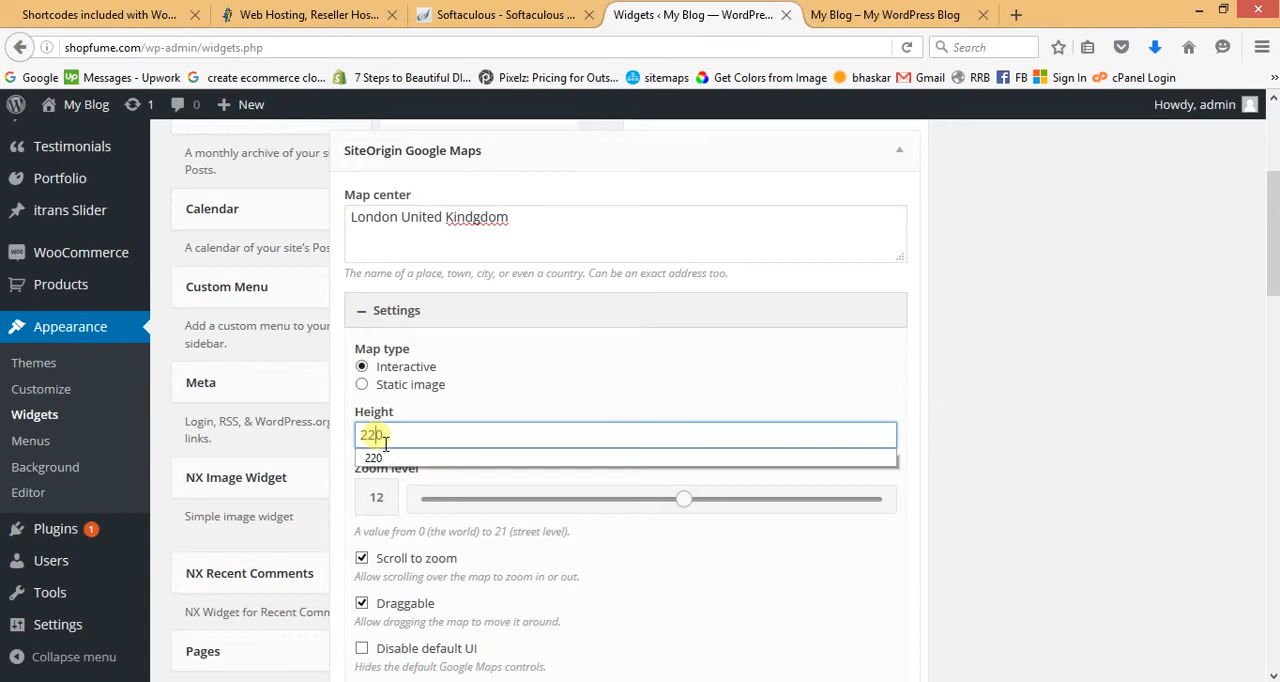 Shortcodes included with Wo...
Web Hosting, Reseller Hos...
Softaculous - Softaculous ...
Widgets ‹ My Blog — WordPre...
My Blog – My WordPress Blog
shopfume.com/wp-admin/widgets.php
Search
Google
Messages - Upwork
create ecommerce clo...
7 Steps to Beautiful DI...
Pixelz: Pricing for Outs...
sitemaps
Get Colors from Image
bhaskar
Gmail
RRB
FB
Sign In
cPanel Login
My Blog
1
0
New
Howdy, admin
Testimonials
Portfolio
itrans Slider
WooCommerce
Products
Appearance
Themes
Customize
Widgets
Menus
Background
Header
Editor
Plugins 1
Users
Tools
Settings
Collapse menu
A monthly archive of your s
Posts.
Calendar
A calendar of your site's Pos
Custom Menu
Add a custom menu to your
sidebar.
Meta
Login, RSS, & WordPress.org
links.
NX Image Widget
Simple image widget
NX Recent Comments
NX Widget for Recent Comm
Pages
SiteOrigin Google Maps
Map center
London United Kindgdom
The name of a place, town, city, or even a country. Can be an exact address too.
Settings
Map type
Interactive
Static image
Height
220
220
Zoom level
12
A value from 0 (the world) to 21 (street level).
Scroll to zoom
Allow scrolling over the map to zoom in or out.
Draggable
Allow dragging the map to move it around.
Disable default UI
Hides the default Google Maps controls.